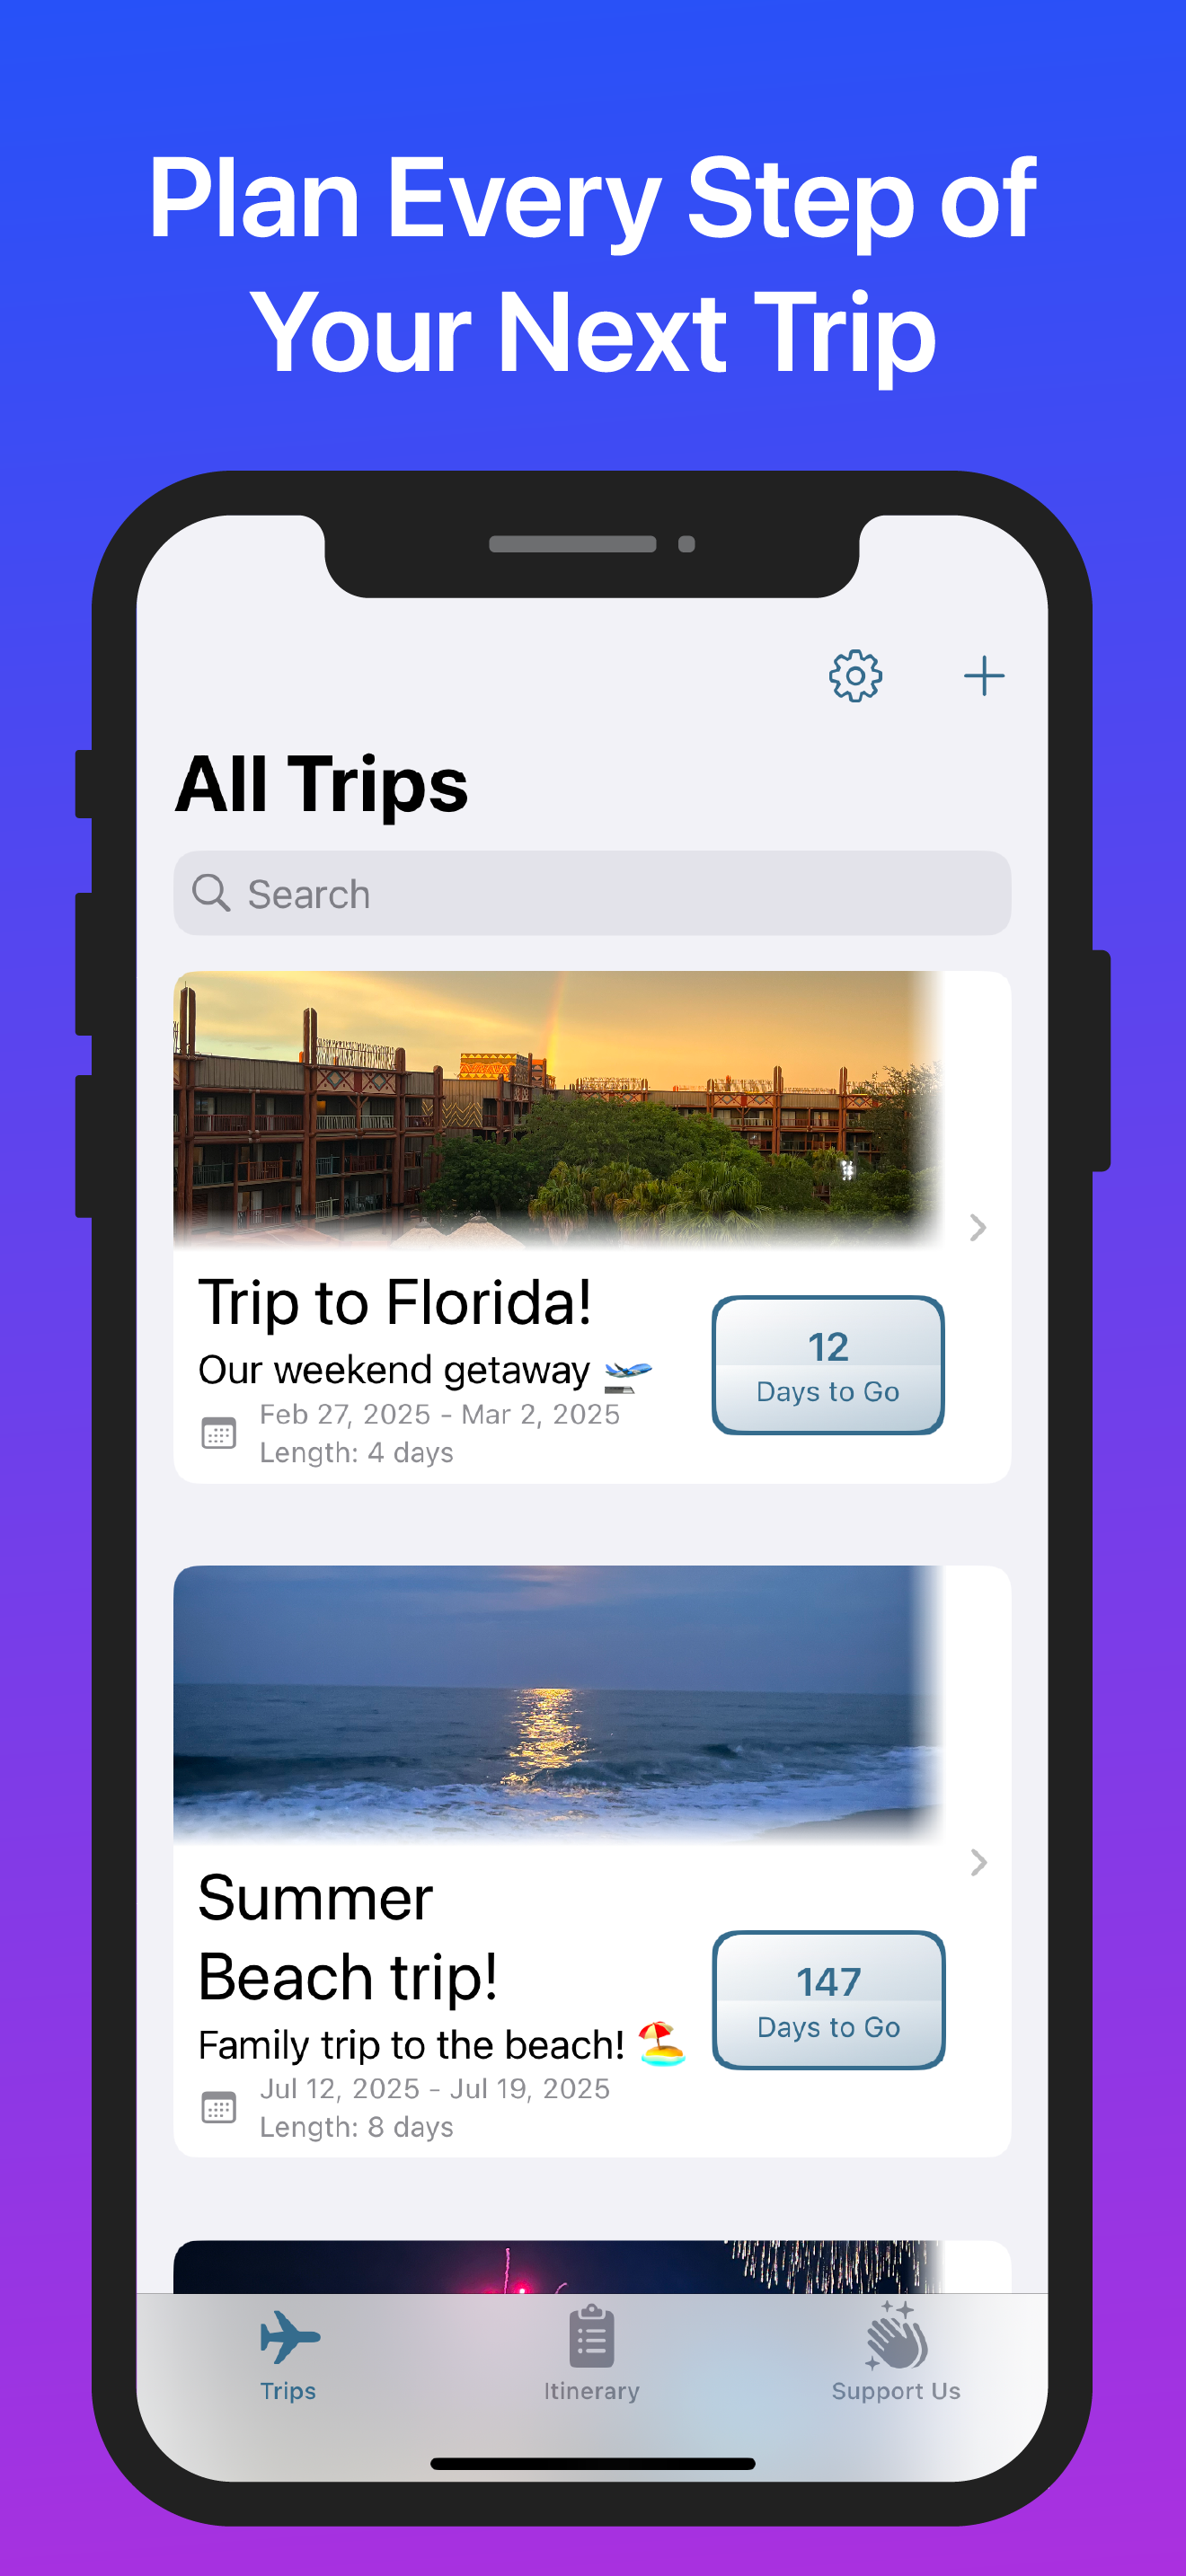 Plan Every Step of
Your Next Trip
All Trips
Search
Trip to Florida!
Our weekend getaway 🛫
Feb 27, 2025 - Mar 2, 2025
Length: 4 days
12
Days to Go
Summer
Beach trip!
Family trip to the beach! 🏖️
Jul 12, 2025 - Jul 19, 2025
Length: 8 days
147
Days to Go
Trips
Itinerary
Support Us